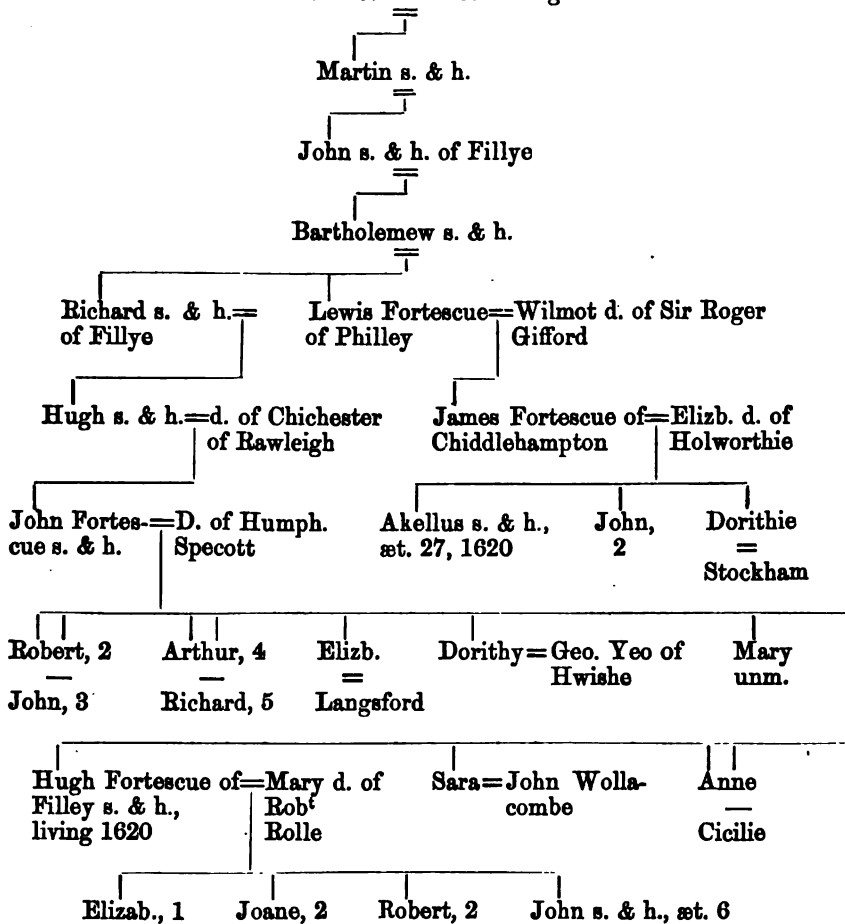 Martin s. & h.
John s. & h. of Fillye
Bartholemew s. & h.
Richard s. & h.= Lewis Fortescue=Wilmot d. of Sir Roger
of Fillye of Philley Gifford
Hugh s. & h.=d. of Chichester James Fortescue of=Elizb. d. of
of Rawleigh Chiddlehampton Holworthie
John Fortes-=D. of Humph. Akellus s. & h., John, Dorithie
cue s. & h. Specott æt. 27, 1620 2 =
Stockham
Robert, 2 Arthur, 4 Elizb. Dorithy=Geo. Yeo of Mary
— — = Hwishe unm.
John, 3 Richard, 5 Langsford
Hugh Fortescue of=Mary d. of Sara=John Wolla- Anne
Filley s. & h., Robt combe —
living 1620 Rolle Cicilie
Elizab., 1 Joane, 2 Robert, 2 John s. & h., æt. 6